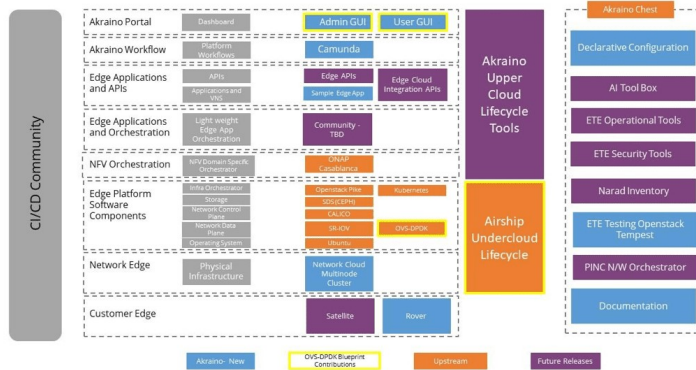 CI/CD Community
Akraino Portal
Dashboard
Admin GUI
User GUI
Akraino Workflow
Platform
Workflows
Camunda
Edge Applications
and APIs
APIs
Edge APIs
Edge Cloud
Integration APIs
Applications and
VNS
Sample Edge App
Edge Applications
and Orchestration
Light weight
Edge App
Orchestration
Community -
TBD
NFV Orchestration
NFV Domain Specific
Orchestrator
ONAP
Casablanca
Edge Platform
Software
Components
Infra Orchestrator
Openstack Pike
Kubernetes
Storage
SDS(CEPH)
Network Control
Plane
CALICO
Network Data
Plane
SR-IOV
OVS-DPDK
Operating System
Ubuntu
Network Edge
Physical
Infrastructure
Network Cloud
Multinode
Cluster
Customer Edge
Satellite
Rover
Akraino
Upper
Cloud
Lifecycle
Tools
Airship
Undercloud
Lifecycle
Akraino Chest
Declarative Configuration
AI Tool Box
ETE Operational Tools
ETE Security Tools
Narad Inventory
ETE Testing Openstack
Tempest
PINC N/W Orchestrator
Documentation
Akraino- New
OVS-DPDK Blueprint
Contributions
Upstream
Future Releases